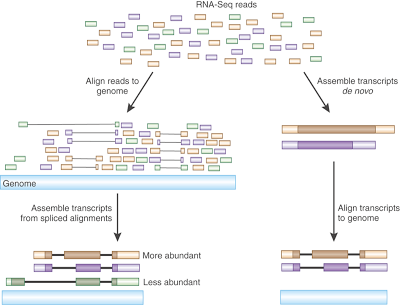 RNA-Seq reads
Align reads to
genome
Assemble transcripts
de novo
Genome
Assemble transcripts
from spliced alignments
Align transcripts
to genome
More abundant
Less abundant